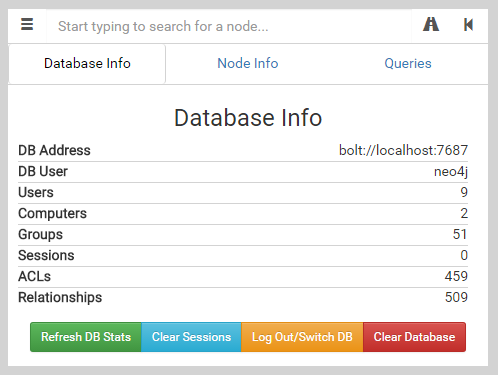 Start typing to search for a node...
Database Info Node Info Queries
Database Info
DB Address bolt://localhost:7687
DB User neo4j
Users 9
Computers 2
Groups 51
Sessions 0
ACLs 459
Relationships 509
Refresh DB Stats Clear Sessions Log Out/Switch DB Clear Database